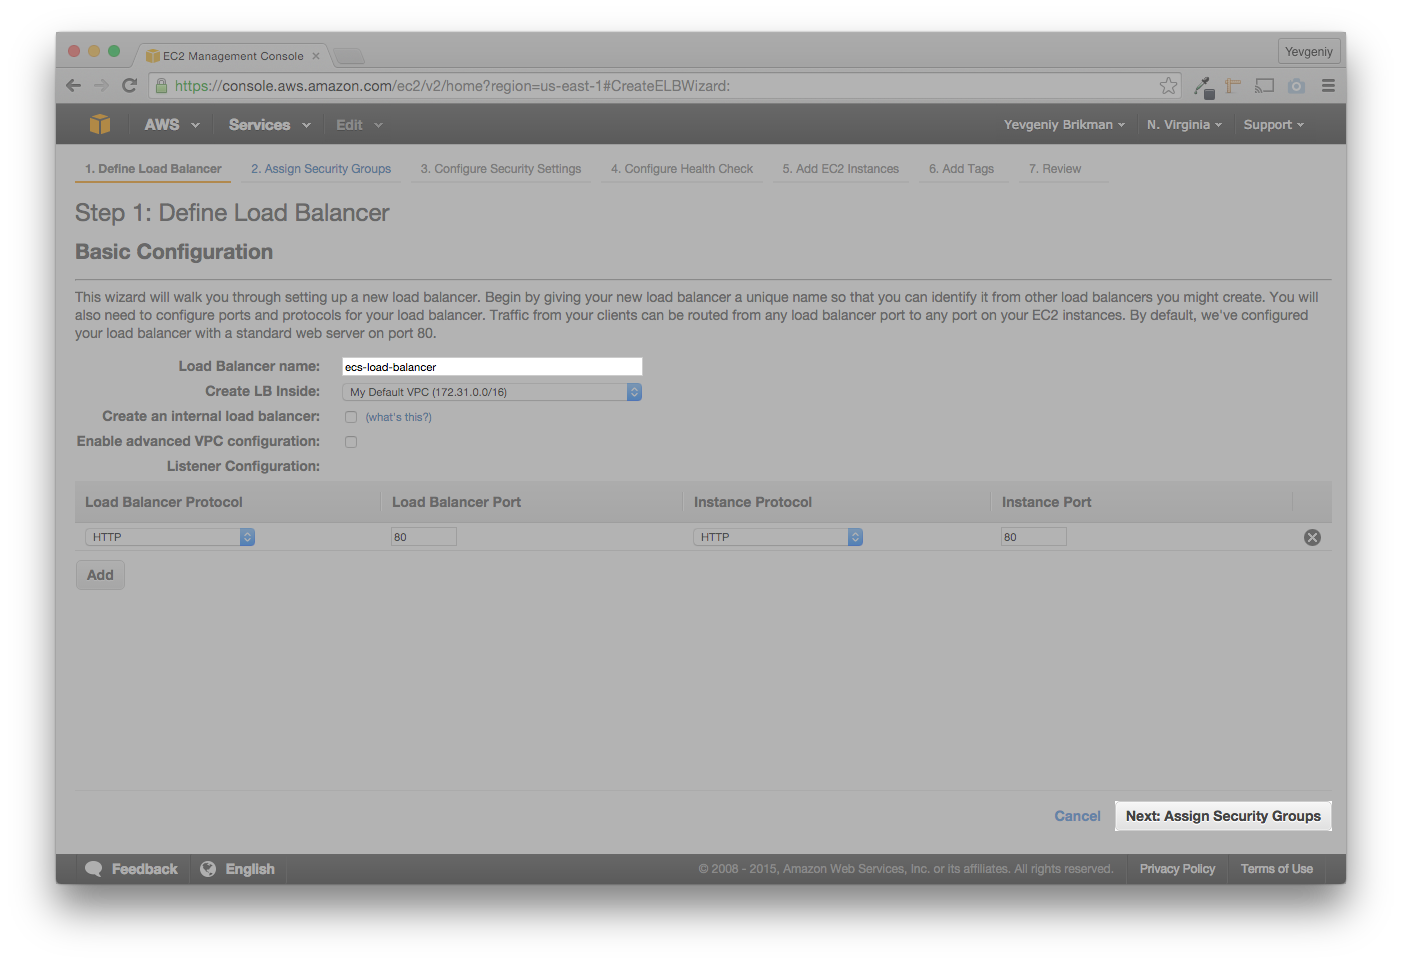 EC2 Management Console
Yevgeniy
https://console.aws.amazon.com/ec2/v2/home?region=us-east-1#CreateELBWizard:
AWS Services Edit Yevgeniy Brikman N. Virginia Support
1. Define Load Balancer 2. Assign Security Groups 3. Configure Security Settings 4. Configure Health Check 5. Add EC2 Instances 6. Add Tags 7. Review
Step 1: Define Load Balancer
Basic Configuration
This wizard will walk you through setting up a new load balancer. Begin by giving your new load balancer a unique name so that you can identify it from other load balancers you might create. You will
also need to configure ports and protocols for your load balancer. Traffic from your clients can be routed from any load balancer port to any port on your EC2 instances. By default, we've configured
your load balancer with a standard web server on port 80.
Load Balancer name: ecs-load-balancer
Create LB Inside: My Default VPC (172.31.0.0/16)
Create an internal load balancer: (what's this?)
Enable advanced VPC configuration:
Listener Configuration:
Load Balancer Protocol Load Balancer Port Instance Protocol Instance Port
HTTP 80 HTTP 80
Add
Cancel Next: Assign Security Groups
Feedback English © 2008 - 2015, Amazon Web Services, Inc. or its affiliates. All rights reserved. Privacy Policy Terms of Use